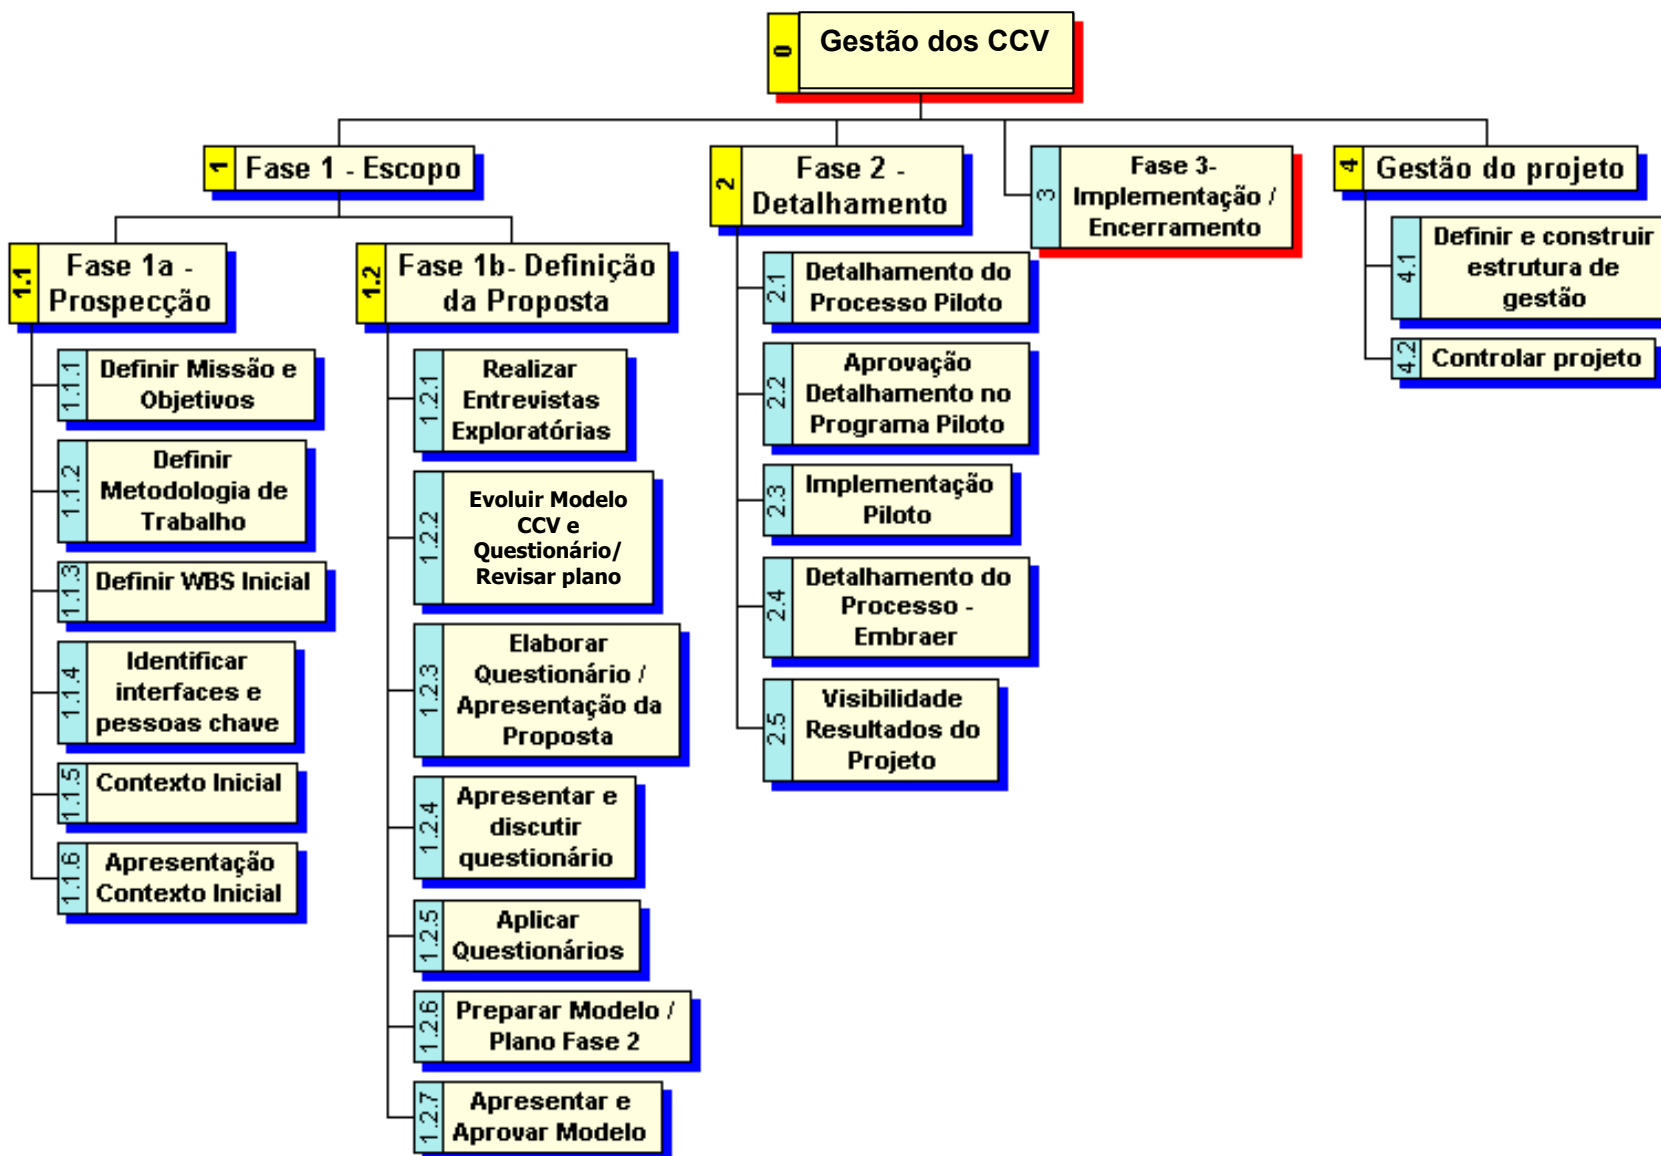 0
Gestão dos CCV
1
Fase 1 - Escopo
1.1
Fase 1a -
Prospecção
1.1.1
Definir Missão e
Objetivos
1.1.2
Definir
Metodologia de
Trabalho
1.1.3
Definir WBS Inicial
1.1.4
Identificar
interfaces e
pessoas chave
1.1.5
Contexto Inicial
1.1.6
Apresentação
Contexto Inicial
1.2
Fase 1b- Definição
da Proposta
1.2.1
Realizar
Entrevistas
Exploratórias
1.2.2
Evoluir Modelo
CCV e
Questionário/
Revisar plano
1.2.3
Elaborar
Questionário /
Apresentação da
Proposta
1.2.4
Apresentar e
discutir
questionário
1.2.5
Aplicar
Questionários
1.2.6
Preparar Modelo /
Plano Fase 2
1.2.7
Apresentar e
Aprovar Modelo
2
Fase 2 -
Detalhamento
2.1
Detalhamento do
Processo Piloto
2.2
Aprovação
Detalhamento no
Programa Piloto
2.3
Implementação
Piloto
2.4
Detalhamento do
Processo -
Embraer
2.5
Visibilidade
Resultados do
Projeto
3
Fase 3-
Implementação /
Encerramento
4
Gestão do projeto
4.1
Definir e construir
estrutura de
gestão
4.2
Controlar projeto